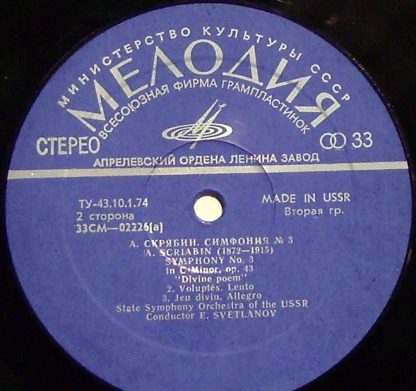 МИНИСТЕРСТВО КУЛЬТУРЫ СССР
МЕЛОДИЯ
ВСЕСОЮЗНАЯ ФИРМА ГРАМПЛАСТИНОК
СТЕРЕО
33
АПРЕЛЕВСКИЙ ОРДЕНА ЛЕНИНА ЗАВОД
ТУ-43.10.1.74
MADE IN USSR
2 сторона
Вторая гр.
33СМ—02226[а]
А. СКРЯБИН. СИМФОНИЯ № 3
A. SCRIABIN (1872—1915)
SYMPHONY No. 3
in C-Minor, op. 43
"Divine poem"
2. Voluptés. Lento
3. Jeu divin. Allegro
State Symphony Orchestra of the USSR
Conductor E. SVETLANOV